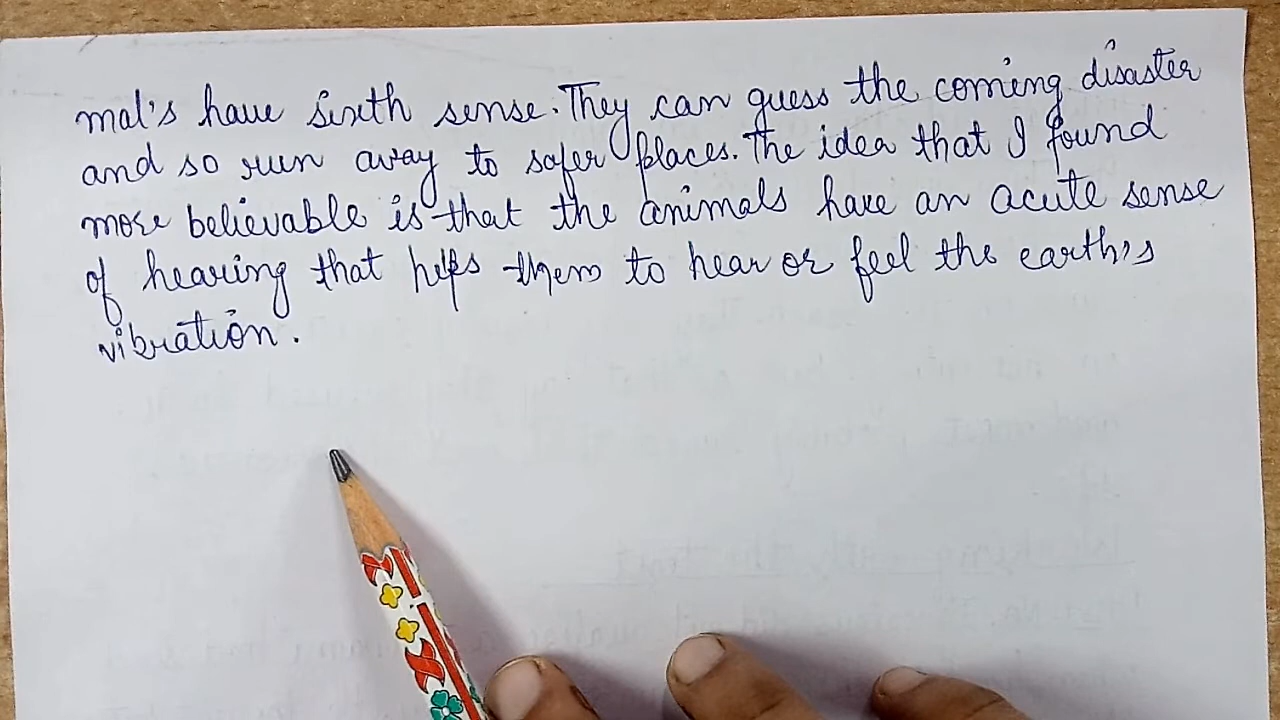 mal's have sixth sense. They can guess the coming disaster
and so run away to safer places. The idea that I found
more believable is that the animals have an acute sense
of hearing that helps them to hear or feel the earth's
vibration.